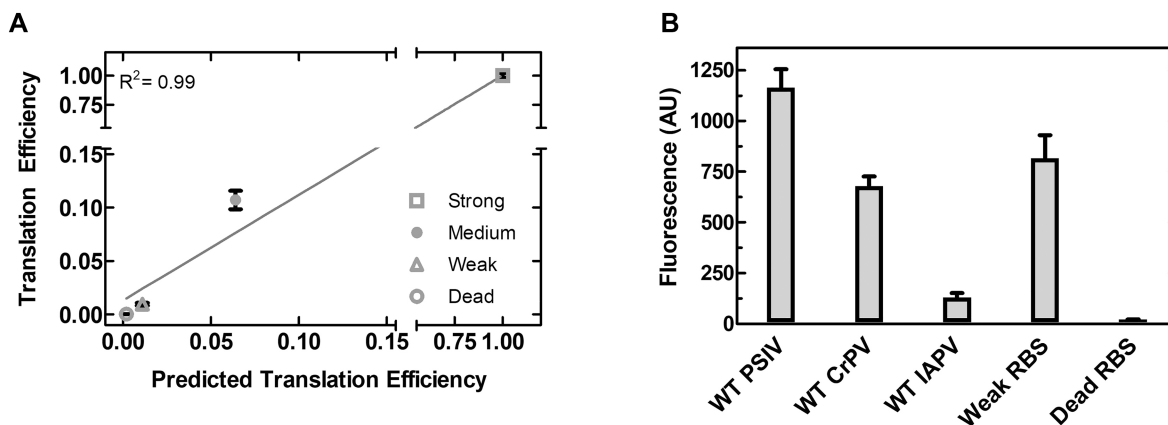 A
R²= 0.99
Translation Efficiency
1.00
0.75
0.15
0.10
0.05
0.00
Strong
Medium
Weak
Dead
0.00 0.05 0.10 0.15 0.75 1.00
Predicted Translation Efficiency
B
Fluorescence (AU)
1250
1000
750
500
250
0
WT PSIV
WT CrPV
WT IAPV
Weak RBS
Dead RBS